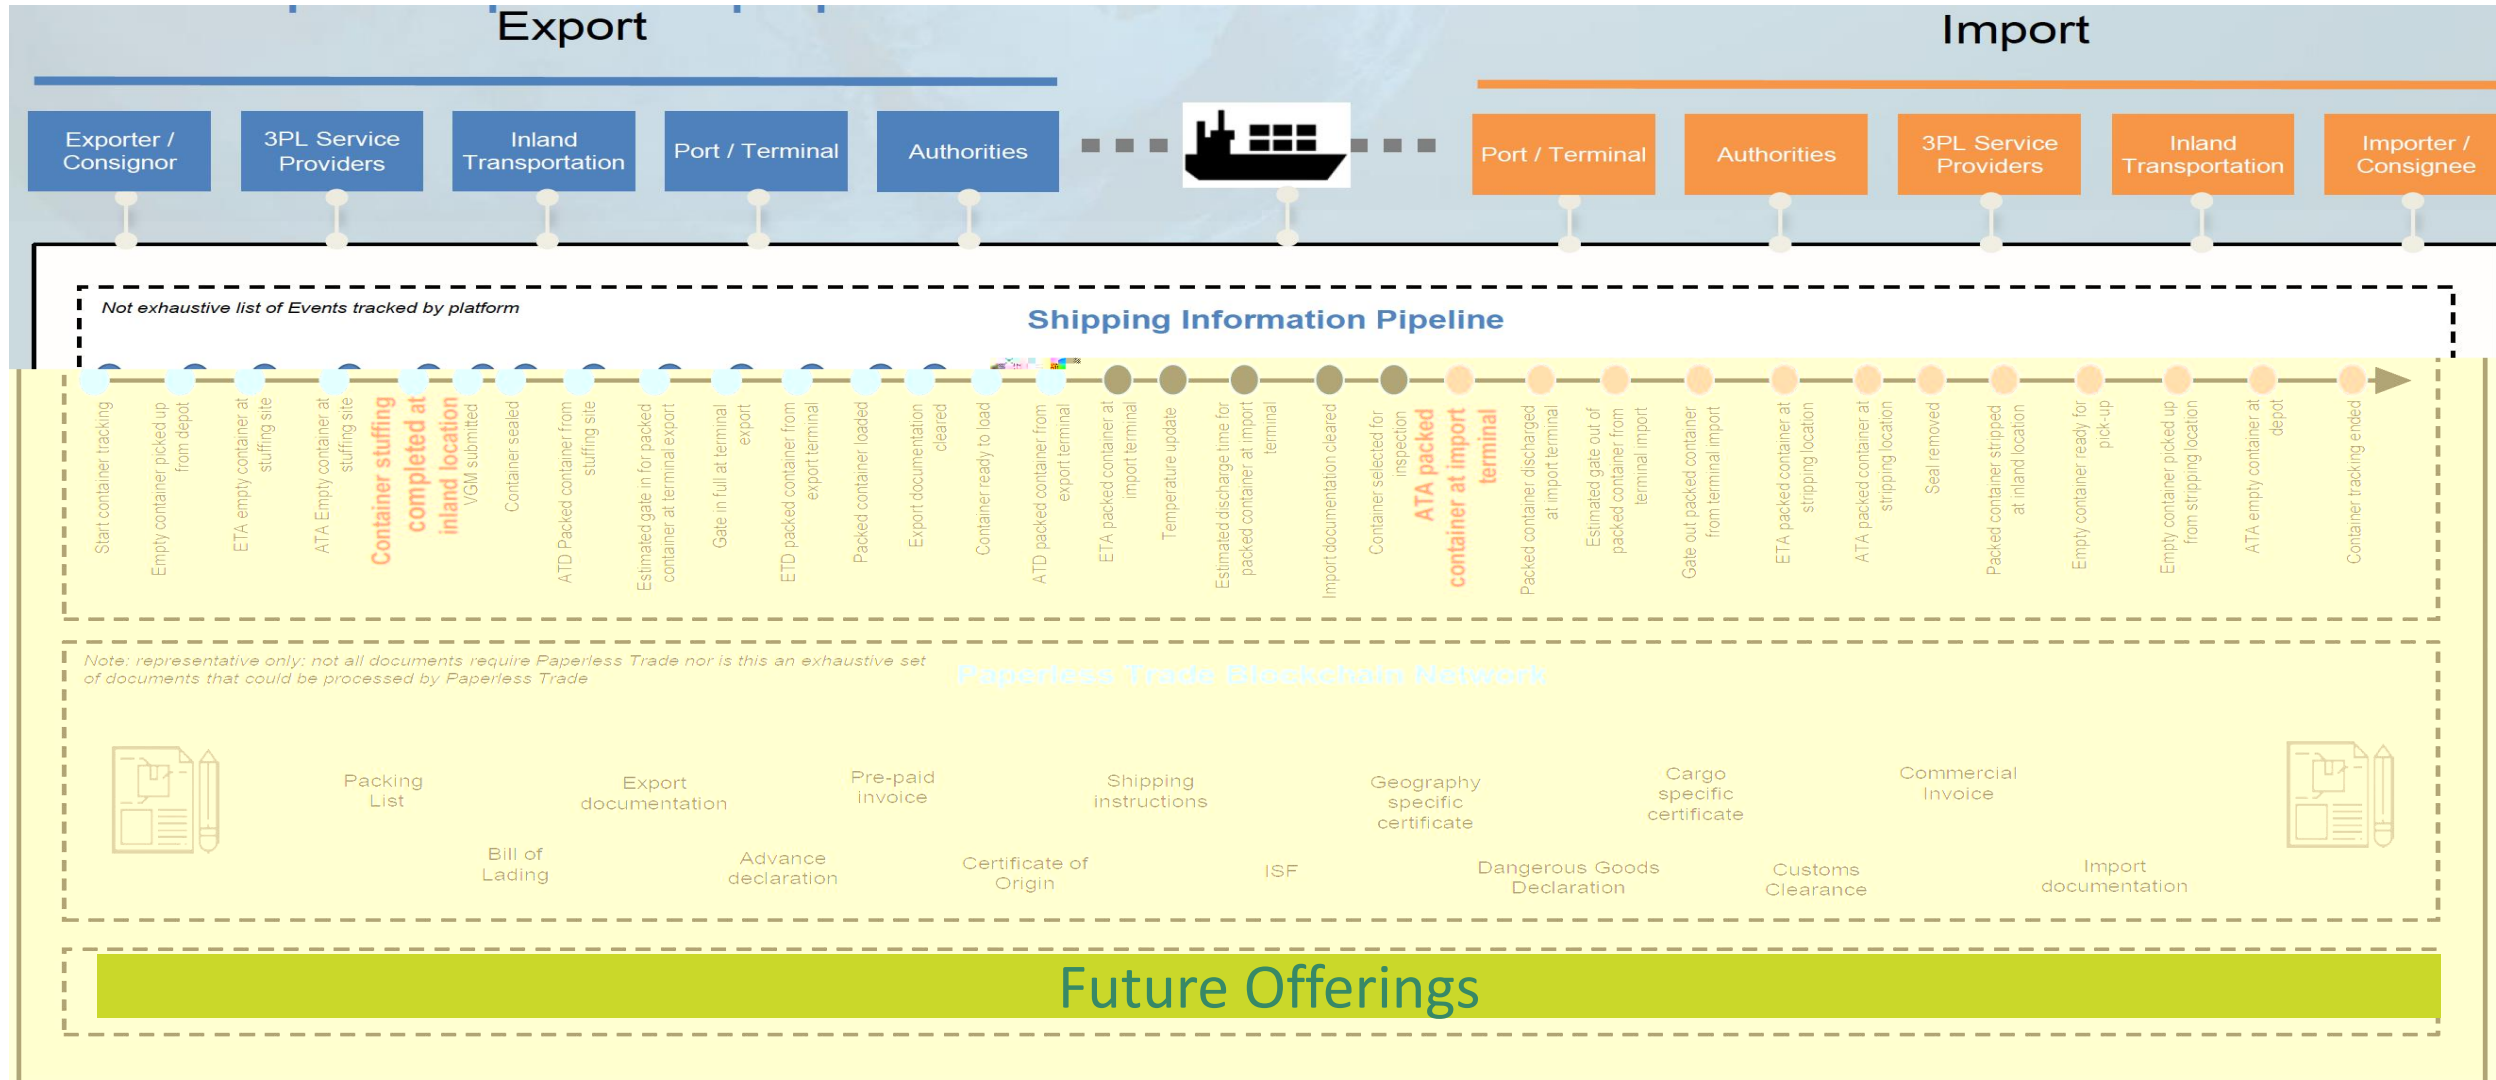 Export
Import
Exporter /
Consignor
3PL Service
Providers
Inland
Transportation
Port / Terminal
Authorities
Port / Terminal
Authorities
3PL Service
Providers
Inland
Transportation
Importer /
Consignee
Not exhaustive list of Events tracked by platform
Shipping Information Pipeline
Start container tracking
Empty container picked up
from depot
ETA empty container at
stuffing site
ATA Empty container at
stuffing site
Container stuffing
completed at
inland location
VGM submitted
Container sealed
ATD Packed container from
stuffing site
Estimated gate in for packed
container at terminal export
Gate in full at terminal
export
ETD packed container from
export terminal
Packed container loaded
Export documentation
cleared
Container ready to load
ATD packed container from
export terminal
ETA packed container at
import terminal
Temperature update
Estimated discharge time for
packed container at import
terminal
Import documentation cleared
Container selected for
inspection
ATA packed
container at import
terminal
Packed container discharged
at import terminal
Estimated gate out of
packed container from
terminal import
Gate out packed container
from terminal import
ETA packed container at
stripping location
ATA packed container at
stripping location
Seal removed
Packed container stripped
at inland location
Empty container ready for
pick-up
Empty container picked up
from stripping location
ATA empty container at
depot
Container tracking ended
Note: representative only; not all documents require Paperless Trade nor is this an exhaustive set
of documents that could be processed by Paperless Trade
Paperless Trade Blockchain Network
Packing
List
Export
documentation
Pre-paid
invoice
Shipping
instructions
Geography
specific
certificate
Cargo
specific
certificate
Commercial
Invoice
Bill of
Lading
Advance
declaration
Certificate of
Origin
ISF
Dangerous Goods
Declaration
Customs
Clearance
Import
documentation
Future Offerings